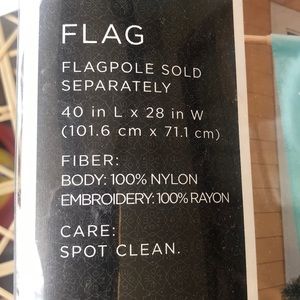 FLAG
FLAGPOLE SOLD
SEPARATELY
40 in L x 28 in W
(101.6 cm x 71.1 cm)
FIBER:
BODY: 100% NYLON
EMBROIDERY: 100% RAYON
CARE:
SPOT CLEAN.